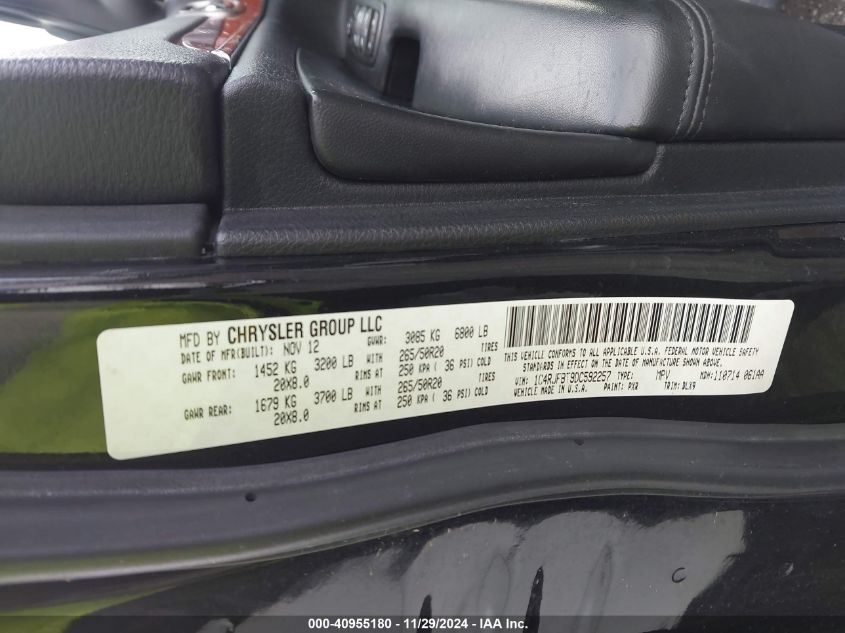 MFD BY CHRYSLER GROUP LLC
DATE OF MFR(BUILT): NOV 12 GVWR: 3085 KG 6800 LB
GAWR FRONT: 1452 KG 3200 LB WITH 265/50R20 TIRES
20X8.0 RIMS AT 250 KPA ( 36 PSI) COLD
GAWR REAR: 1679 KG 3700 LB WITH 265/50R20 TIRES
20X8.0 RIMS AT 250 KPA ( 36 PSI) COLD
THIS VEHICLE CONFORMS TO ALL APPLICABLE U.S.A. FEDERAL MOTOR VEHICLE SAFETY
STANDARDS IN EFFECT ON THE DATE OF MANUFACTURE SHOWN ABOVE.
VIN: TYPE: MPV MDH: 110714 061AA
MADE IN U.S.A. PAINT: PXR TRIM: DLX9
000-40955180 - 11/29/2024 - IAA Inc.